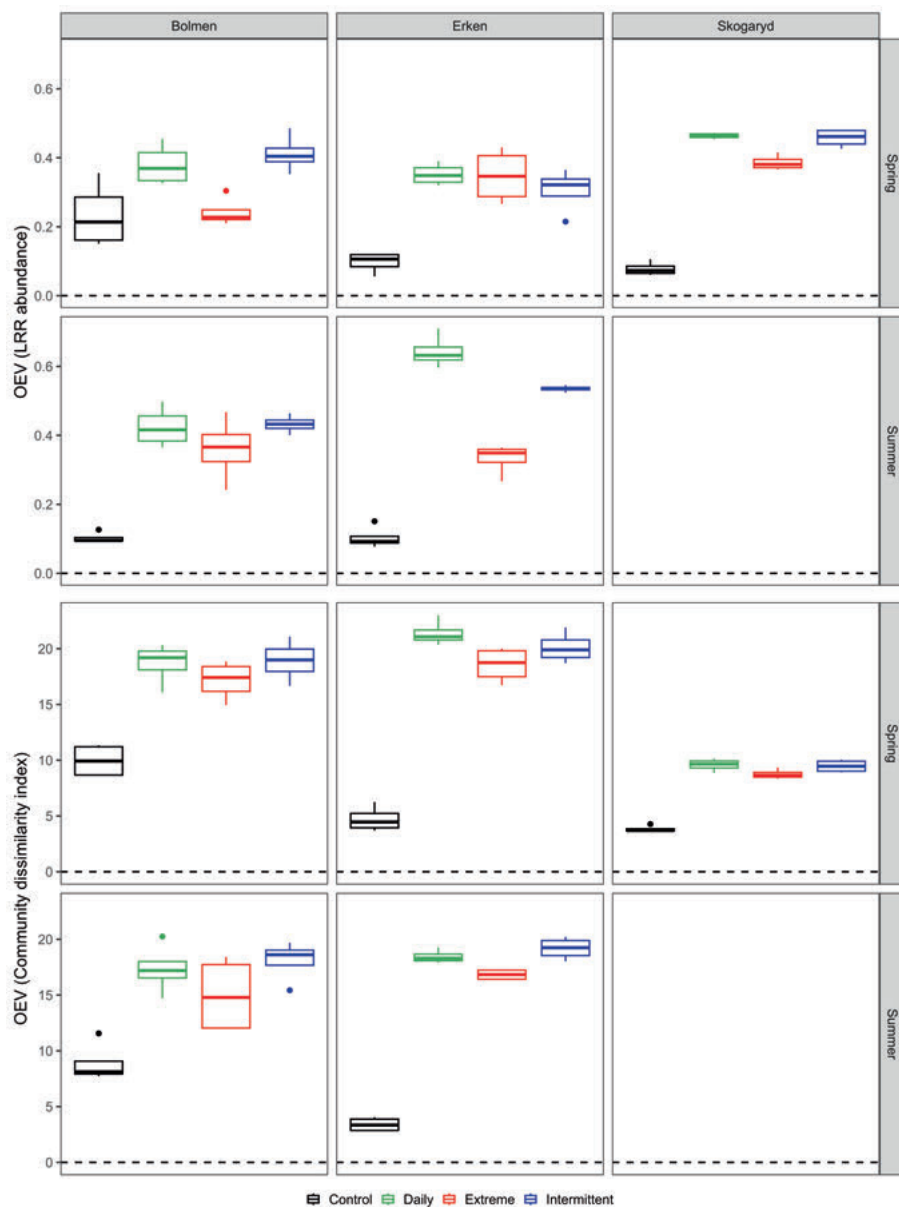 Bolmen Erken Skogaryd
OEV (LRR abundance)
0.6
0.4
0.2
0.0
Spring
0.6
0.4
0.2
0.0
Summer
OEV (Community dissimilarity index)
20
15
10
5
0
Spring
20
15
10
5
0
Summer
Control Daily Extreme Intermittent